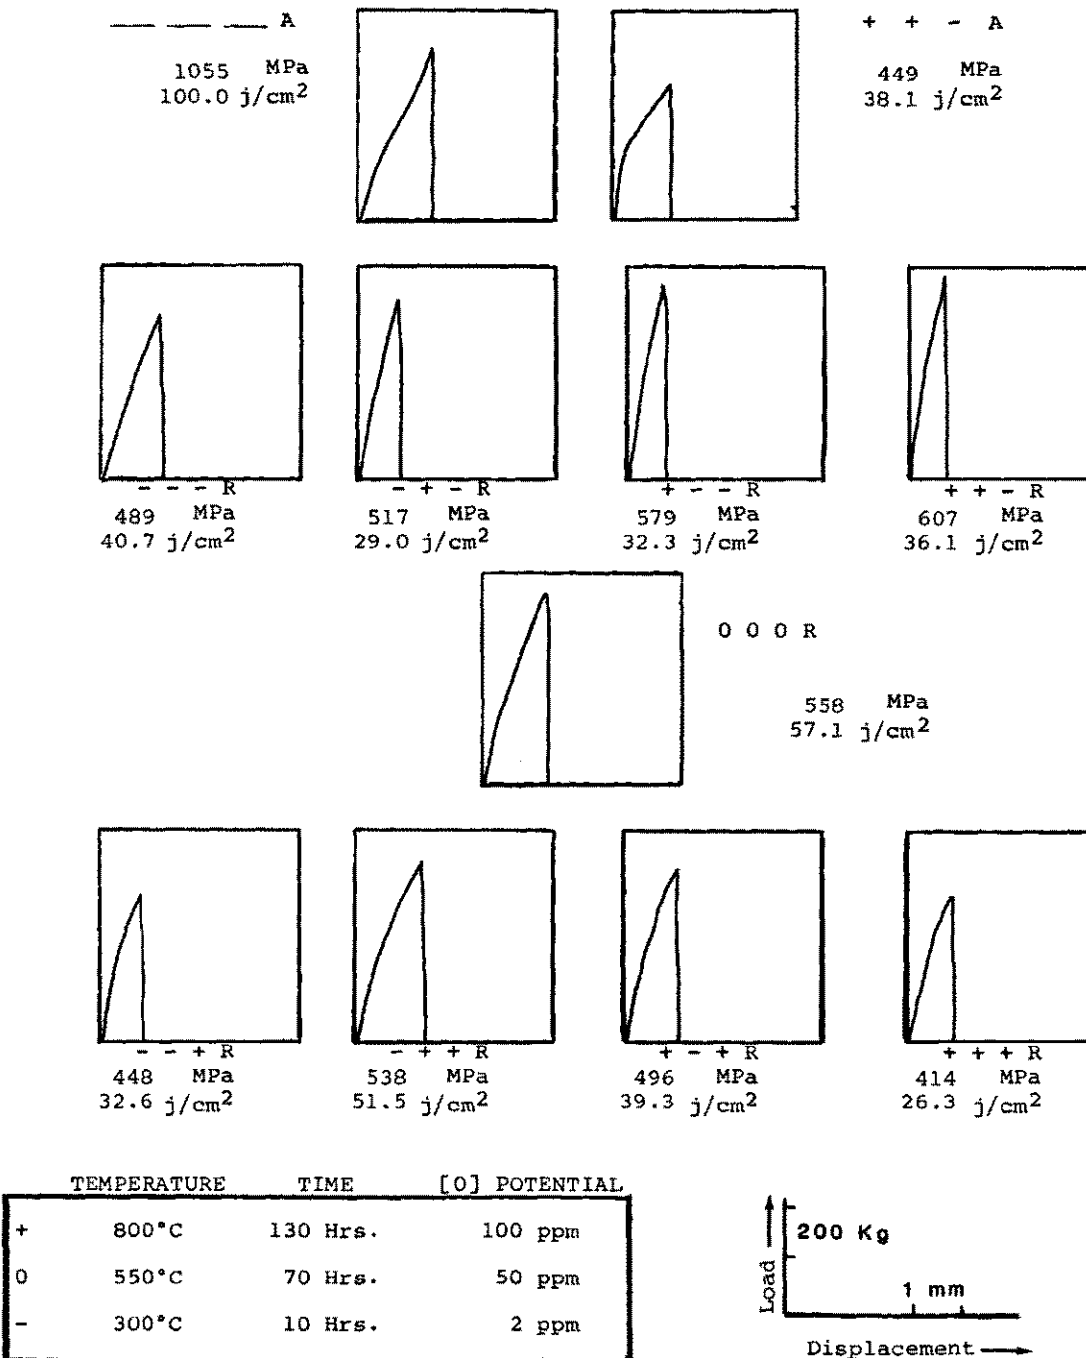 — — — A
1055 MPa
100.0 j/cm2
+ + - A
449 MPa
38.1 j/cm2
- - - R
489 MPa
40.7 j/cm2
- + - R
517 MPa
29.0 j/cm2
+ - - R
579 MPa
32.3 j/cm2
+ + - R
607 MPa
36.1 j/cm2
0 0 0 R
558 MPa
57.1 j/cm2
- - + R
448 MPa
32.6 j/cm2
- + + R
538 MPa
51.5 j/cm2
+ - + R
496 MPa
39.3 j/cm2
+ + + R
414 MPa
26.3 j/cm2
TEMPERATURE TIME [O] POTENTIAL
+ 800°C 130 Hrs. 100 ppm
0 550°C 70 Hrs. 50 ppm
- 300°C 10 Hrs. 2 ppm
200 Kg
Load
1 mm
Displacement